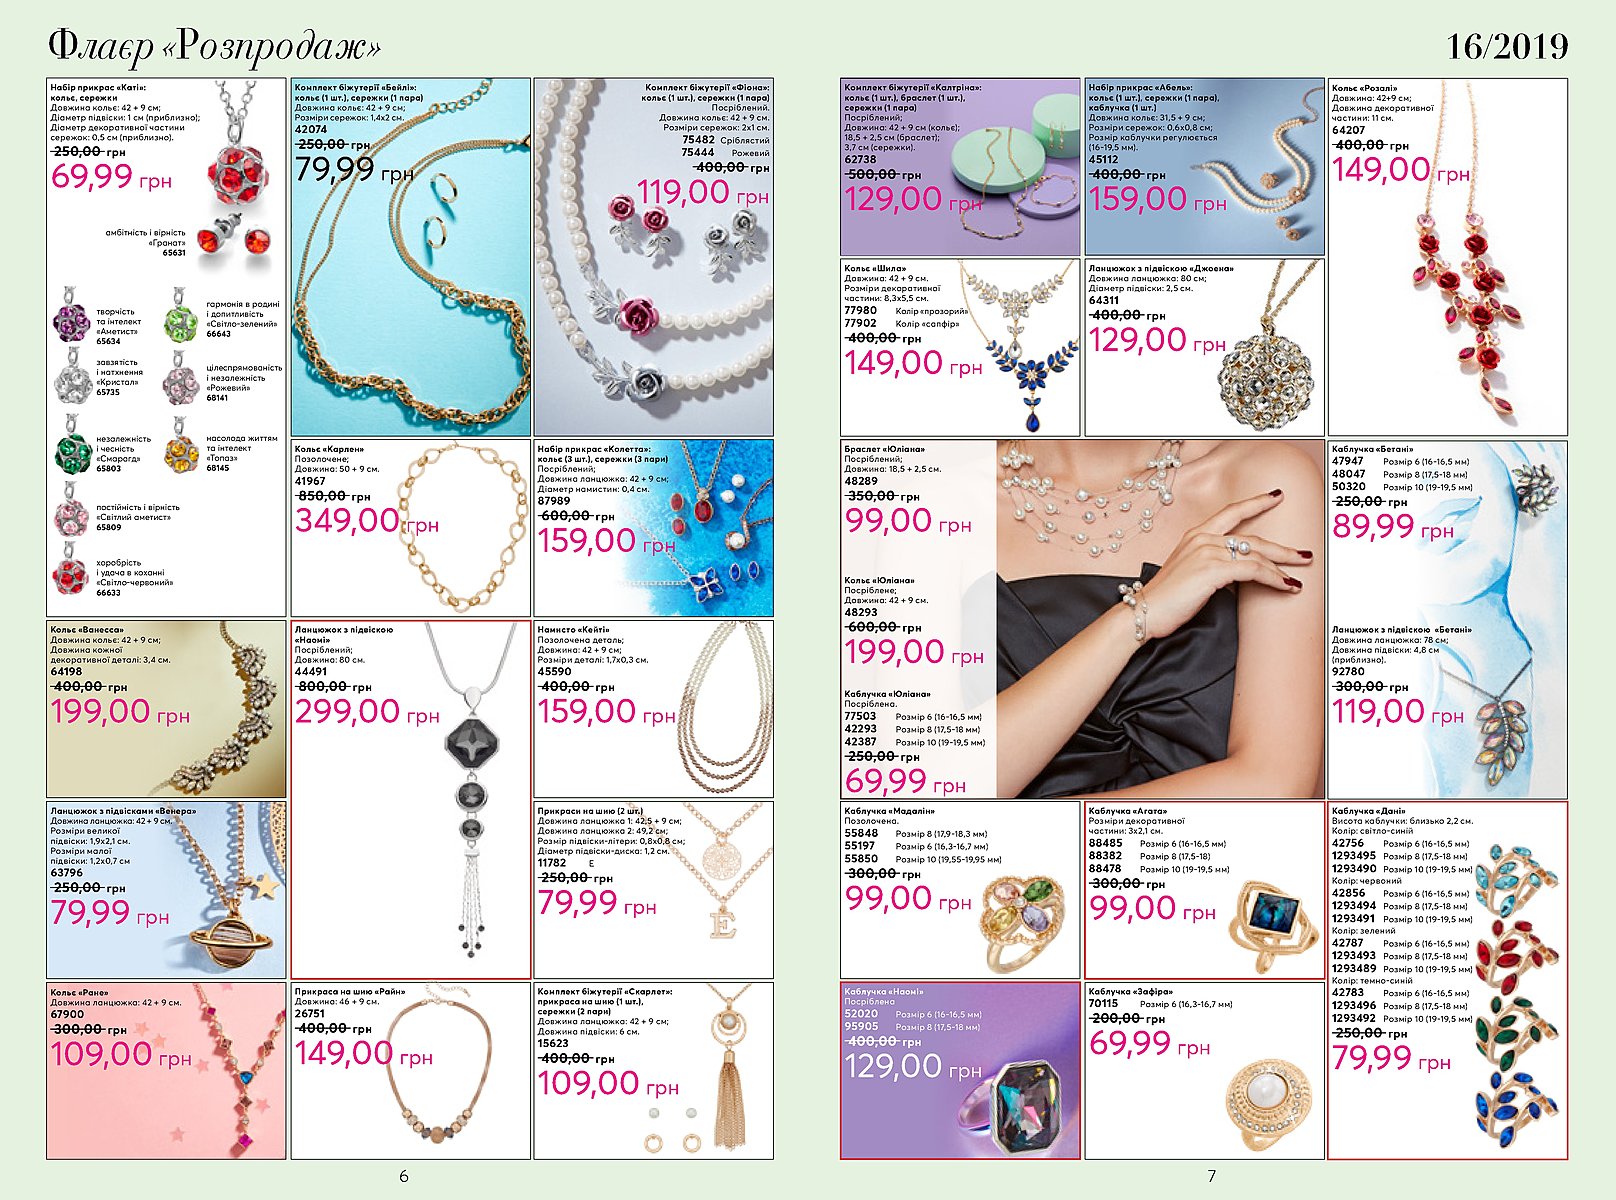 Флаєр «Розпродаж»
16/2019
Набір прикрас «Каті»:
кольє, сережки
Довжина кольє: 42 + 9 см;
Діаметр підвіски: 1 см (приблизно);
Діаметр декоративної частини
сережок: 0,5 см (приблизно).
250,00 грн
69,99 грн
амбітність і вірність
«Гранат»
65631
творчість
та інтелект
«Аметист»
65634
гармонія в родині
і допитливість
«Світло-зелений»
66643
завзятість
і натхнення
«Кристал»
65735
цілеспрямованість
і незалежність
«Рожевий»
68141
незалежність
і чесність
«Смарагд»
65803
насолода життям
та інтелект
«Топаз»
68145
постійність і вірність
«Світлий аметист»
65809
хоробрість
і удача в коханні
«Світло-червоний»
66633
Комплект біжутерії «Бейлі»:
кольє (1 шт.), сережки (1 пара)
Довжина кольє: 42 + 9 см;
Розміри сережок: 1,4х2 см.
42074
250,00 грн
79,99 грн
Комплект біжутерії «Фіона»:
кольє (1 шт.), сережки (1 пара)
Посріблений.
Довжина кольє: 42 + 9 см.
Розміри сережок: 2х1 см.
75482 Сріблястий
75444 Рожевий
400,00 грн
119,00 грн
Кольє «Карлен»
Позолочене;
Довжина: 50 + 9 см.
41967
850,00 грн
349,00 грн
Набір прикрас «Колетта»:
кольє (3 шт.), сережки (3 пари)
Посріблений;
Довжина ланцюжка: 42 + 9 см;
Діаметр намистин: 0,4 см.
87989
600,00 грн
159,00 грн
Кольє «Ванесса»
Довжина кольє: 42 + 9 см;
Довжина кожної
декоративної деталі: 3,4 см.
64198
400,00 грн
199,00 грн
Ланцюжок з підвіскою
«Наомі»
Посріблений;
Довжина: 80 см.
44491
800,00 грн
299,00 грн
Намисто «Кейті»
Позолочена деталь;
Довжина: 42 + 9 см;
Розміри деталі: 1,7х0,3 см.
45590
400,00 грн
159,00 грн
Ланцюжок з підвісками «Венера»
Довжина ланцюжка: 42 + 9 см.
Розміри великої
підвіски: 1,9х2,1 см.
Розміри малої
підвіски: 1,2х0,7 см
63796
250,00 грн
79,99 грн
Прикраси на шию (2 шт.)
Довжина ланцюжка 1: 42,5 + 9 см;
Довжина ланцюжка 2: 49,2 см;
Розмір підвіски-літери: 0,8х0,8 см;
Діаметр підвіски-диска: 1,2 см.
11782 E
250,00 грн
79,99 грн
E
Кольє «Ране»
Довжина ланцюжка: 42 + 9 см.
67900
300,00 грн
109,00 грн
Прикраса на шию «Райн»
Довжина: 46 + 9 см.
26751
400,00 грн
149,00 грн
Комплект біжутерії «Скарлет»:
прикраса на шию (1 шт.),
сережки (2 пари)
Довжина ланцюжка: 42 + 9 см;
Довжина підвіски: 6 см.
15623
400,00 грн
109,00 грн
6
Комплект біжутерії «Калтріна»:
кольє (1 шт.), браслет (1 шт.),
сережки (1 пара)
Посріблений;
Довжина: 42 + 9 см (кольє);
18,5 + 2,5 см (браслет);
3,7 см (сережки).
62738
500,00 грн
129,00 грн
Набір прикрас «Абель»:
кольє (1 шт.), сережки (1 пара),
каблучка (1 шт.)
Довжина кольє: 31,5 + 9 см;
Розміри сережок: 0,6х0,8 см;
Розмір каблучки регулюється
(16-19,5 мм).
45112
400,00 грн
159,00 грн
Кольє «Розалі»
Довжина: 42+9 см;
Довжина декоративної
частини: 11 см.
64207
400,00 грн
149,00 грн
Кольє «Шила»
Довжина: 42 + 9 см.
Розміри декоративної
частини: 8,3х5,5 см.
77980 Колір «прозорий»
77902 Колір «сапфір»
400,00 грн
149,00 грн
Ланцюжок з підвіскою «Джоена»
Довжина ланцюжка: 80 см;
Діаметр підвіски: 2,5 см.
64311
400,00 грн
129,00 грн
Браслет «Юліана»
Посріблений;
Довжина: 18,5 + 2,5 см.
48289
350,00 грн
99,00 грн
Кольє «Юліана»
Посріблене;
Довжина: 42 + 9 см.
48293
600,00 грн
199,00 грн
Каблучка «Юліана»
Посріблена.
77503 Розмір 6 (16-16,5 мм)
42293 Розмір 8 (17,5-18 мм)
42387 Розмір 10 (19-19,5 мм)
250,00 грн
69,99 грн
Каблучка «Бетані»
47947 Розмір 6 (16-16,5 мм)
48047 Розмір 8 (17,5-18 мм)
50320 Розмір 10 (19-19,5 мм)
250,00 грн
89,99 грн
Ланцюжок з підвіскою «Бетані»
Довжина ланцюжка: 78 см;
Довжина підвіски: 4,8 см
(приблизно).
92780
300,00 грн
119,00 грн
Каблучка «Мадалін»
Позолочена.
55848 Розмір 8 (17,9-18,3 мм)
55197 Розмір 6 (16,3-16,7 мм)
55850 Розмір 10 (19,55-19,95 мм)
300,00 грн
99,00 грн
Каблучка «Агата»
Розміри декоративної
частини: 3х2,1 см.
88485 Розмір 6 (16-16,5 мм)
88382 Розмір 8 (17,5-18)
88478 Розмір 10 (19-19,5 мм)
300,00 грн
99,00 грн
Каблучка «Дані»
Висота каблучки: близько 2,2 см.
Колір: світло-синій
42756 Розмір 6 (16-16,5 мм)
1293495 Розмір 8 (17,5-18 мм)
1293490 Розмір 10 (19-19,5 мм)
Колір: червоний
42856 Розмір 6 (16-16,5 мм)
1293494 Розмір 8 (17,5-18 мм)
1293491 Розмір 10 (19-19,5 мм)
Колір: зелений
42787 Розмір 6 (16-16,5 мм)
1293493 Розмір 8 (17,5-18 мм)
1293489 Розмір 10 (19-19,5 мм)
Колір: темно-синій
42783 Розмір 6 (16-16,5 мм)
1293496 Розмір 8 (17,5-18 мм)
1293492 Розмір 10 (19-19,5 мм)
250,00 грн
79,99 грн
Каблучка «Наомі»
Посріблена
52020 Розмір 6 (16-16,5 мм)
95905 Розмір 8 (17,5-18 мм)
400,00 грн
129,00 грн
Каблучка «Зафіра»
70115 Розмір 6 (16,3-16,7 мм)
200,00 грн
69,99 грн
7